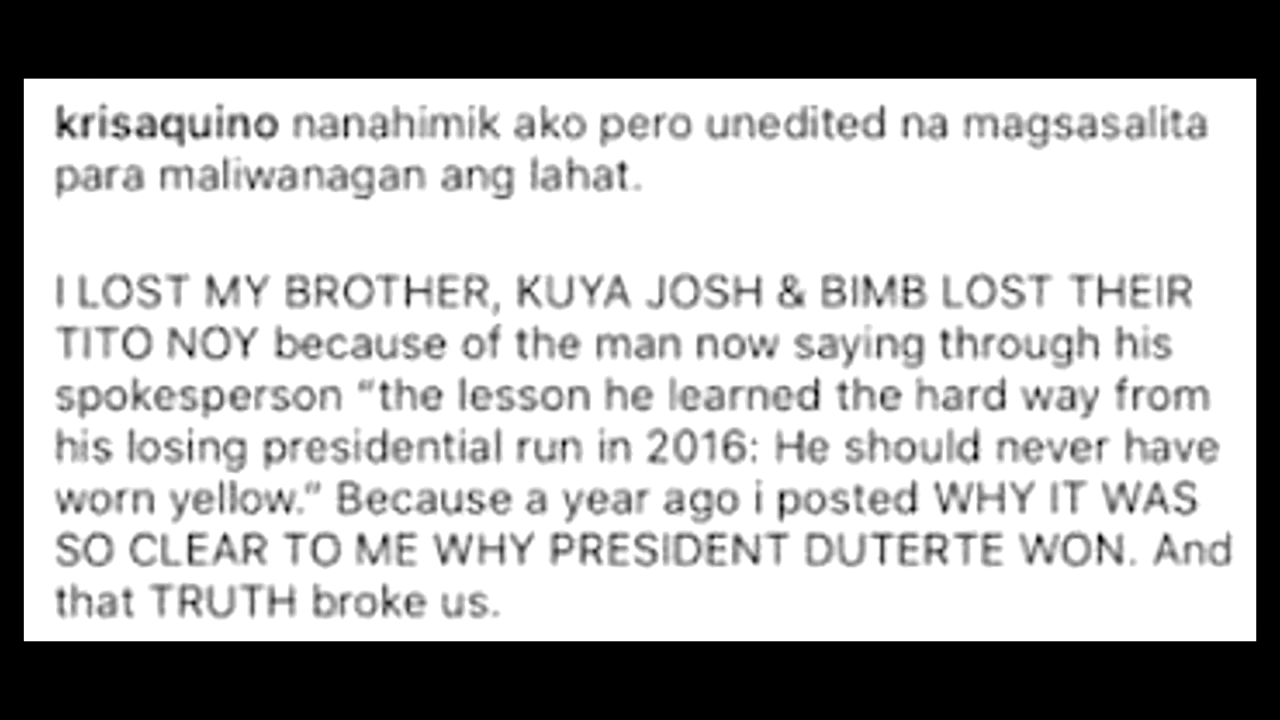 krisaquino nanahimik ako pero unedited na magsasalita
para maliwanagan ang lahat.
I LOST MY BROTHER, KUYA JOSH & BIMB LOST THEIR
TITO NOY because of the man now saying through his
spokesperson “the lesson he learned the hard way from
his losing presidential run in 2016: He should never have
worn yellow.” Because a year ago i posted WHY IT WAS
SO CLEAR TO ME WHY PRESIDENT DUTERTE WON. And
that TRUTH broke us.